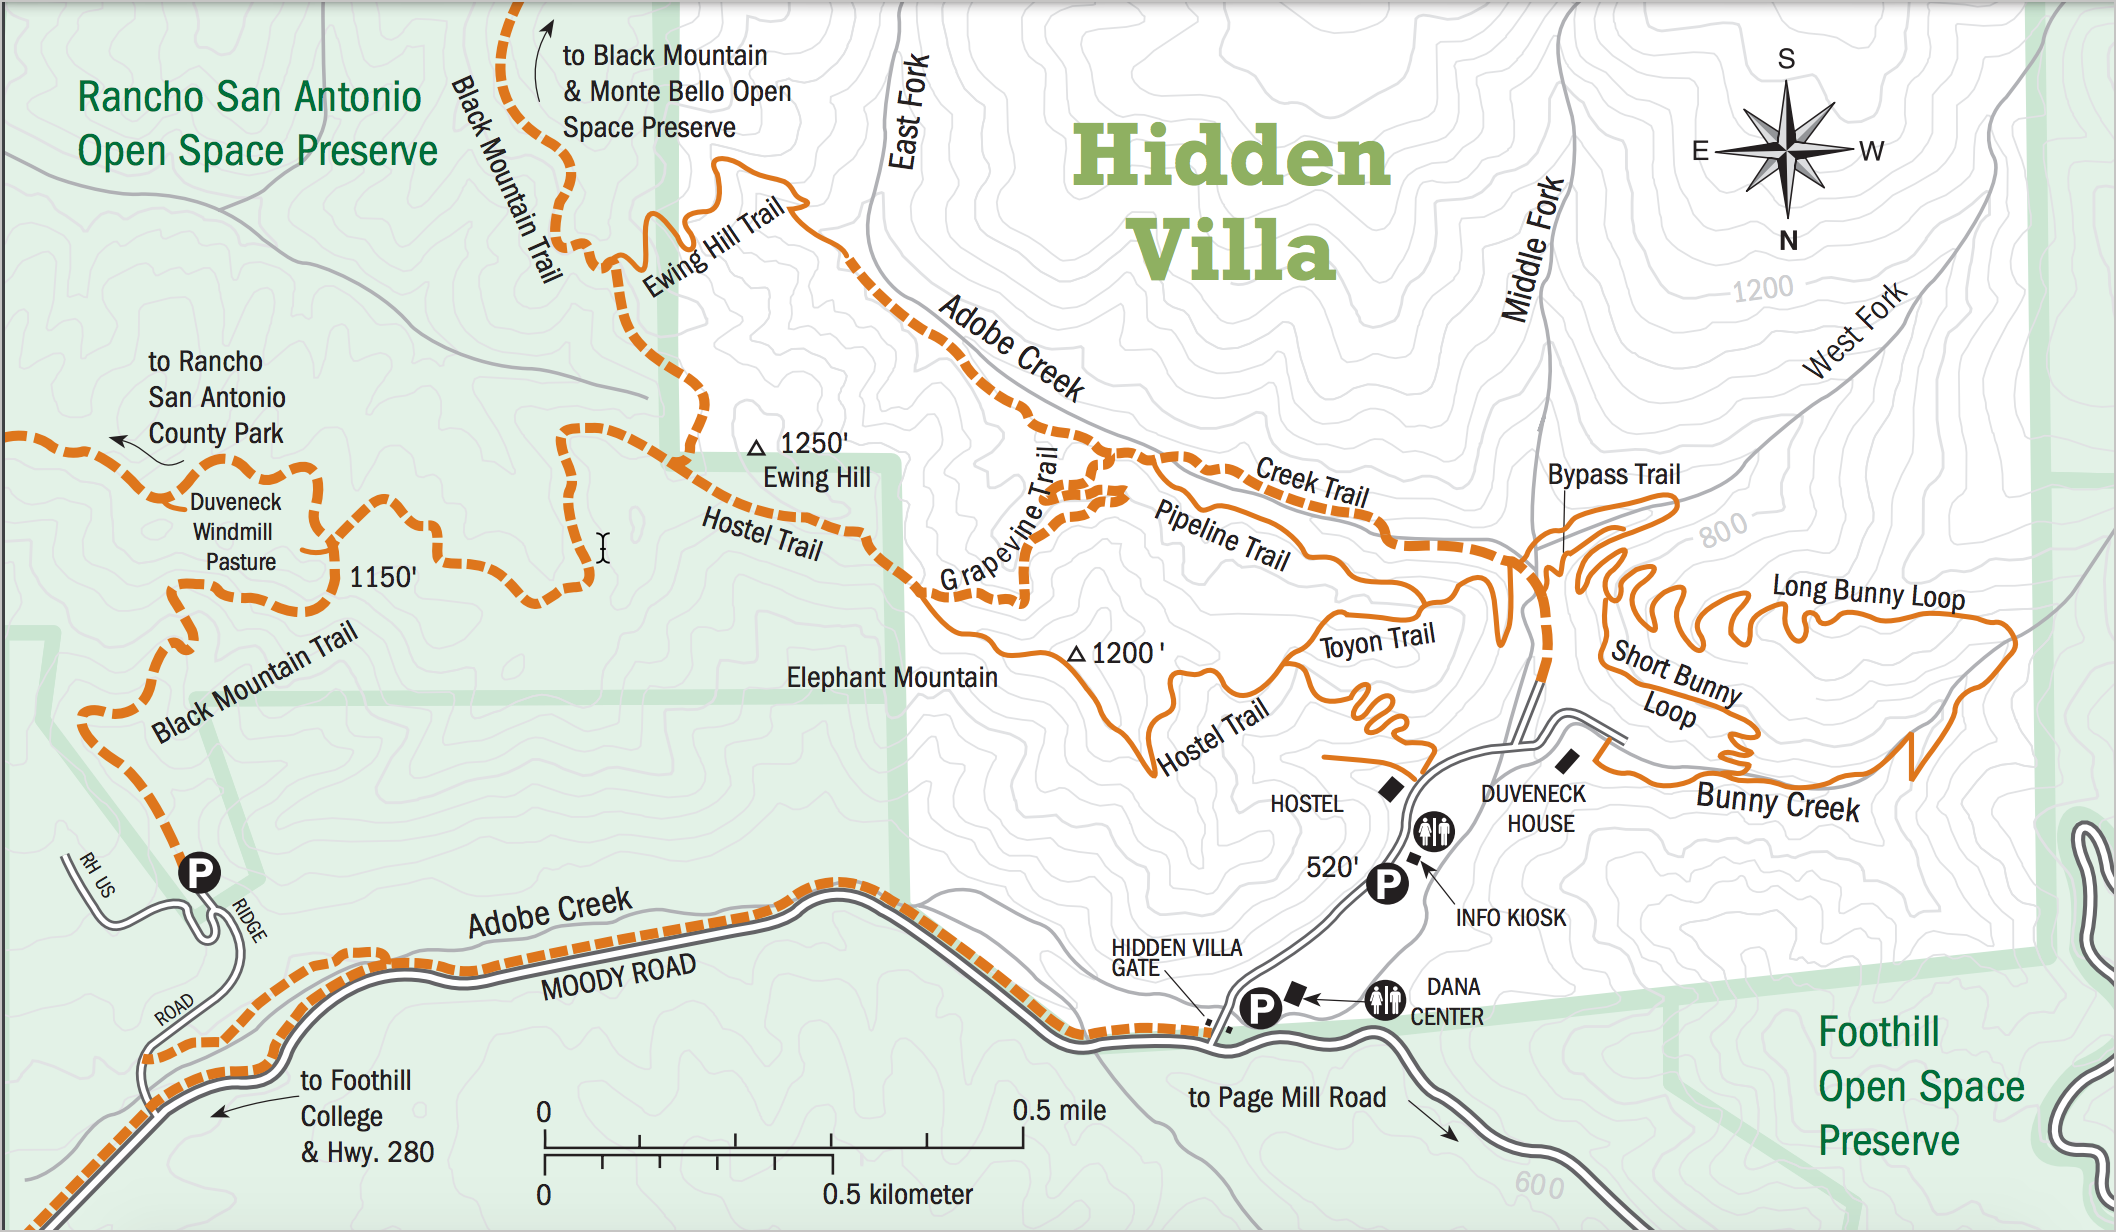 Rancho San Antonio
Open Space Preserve
to Black Mountain
& Monte Bello Open
Space Preserve
Black Mountain Trail
East Fork
Hidden
Villa
S
E
W
N
Middle Fork
1200
West Fork
Ewing Hill Trail
Adobe Creek
to Rancho
San Antonio
County Park
1250'
Ewing Hill
Duveneck
Windmill
Pasture
1150'
Hostel Trail
Grapevine Trail
Creek Trail
Pipeline Trail
Bypass Trail
800
Long Bunny Loop
Toyon Trail
Short Bunny
Loop
1200'
Elephant Mountain
Black Mountain Trail
Hostel Trail
HOSTEL
DUVENECK
HOUSE
Bunny Creek
520'
P
INFO KIOSK
P
RH US
RIDGE
ROAD
Adobe Creek
MOODY ROAD
HIDDEN VILLA
GATE
P
DANA
CENTER
Foothill
Open Space
Preserve
to Foothill
College
& Hwy. 280
to Page Mill Road
0
0.5 mile
0
0.5 kilometer
600